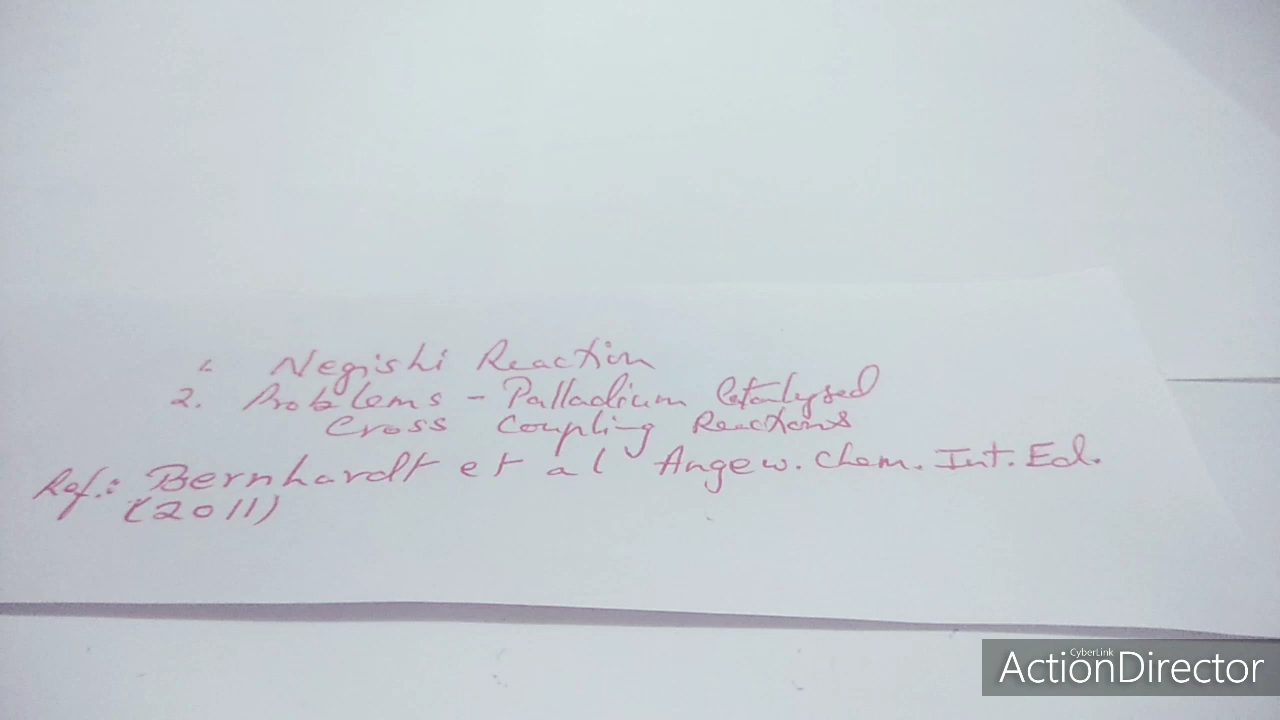 1. Negishi Reaction
2. Problems - Palladium Catalysed
Cross Coupling Reactions
Ref.: Bernhardt et al Angew. Chem. Int. Ed.
(2011)
CyberLink
ActionDirector